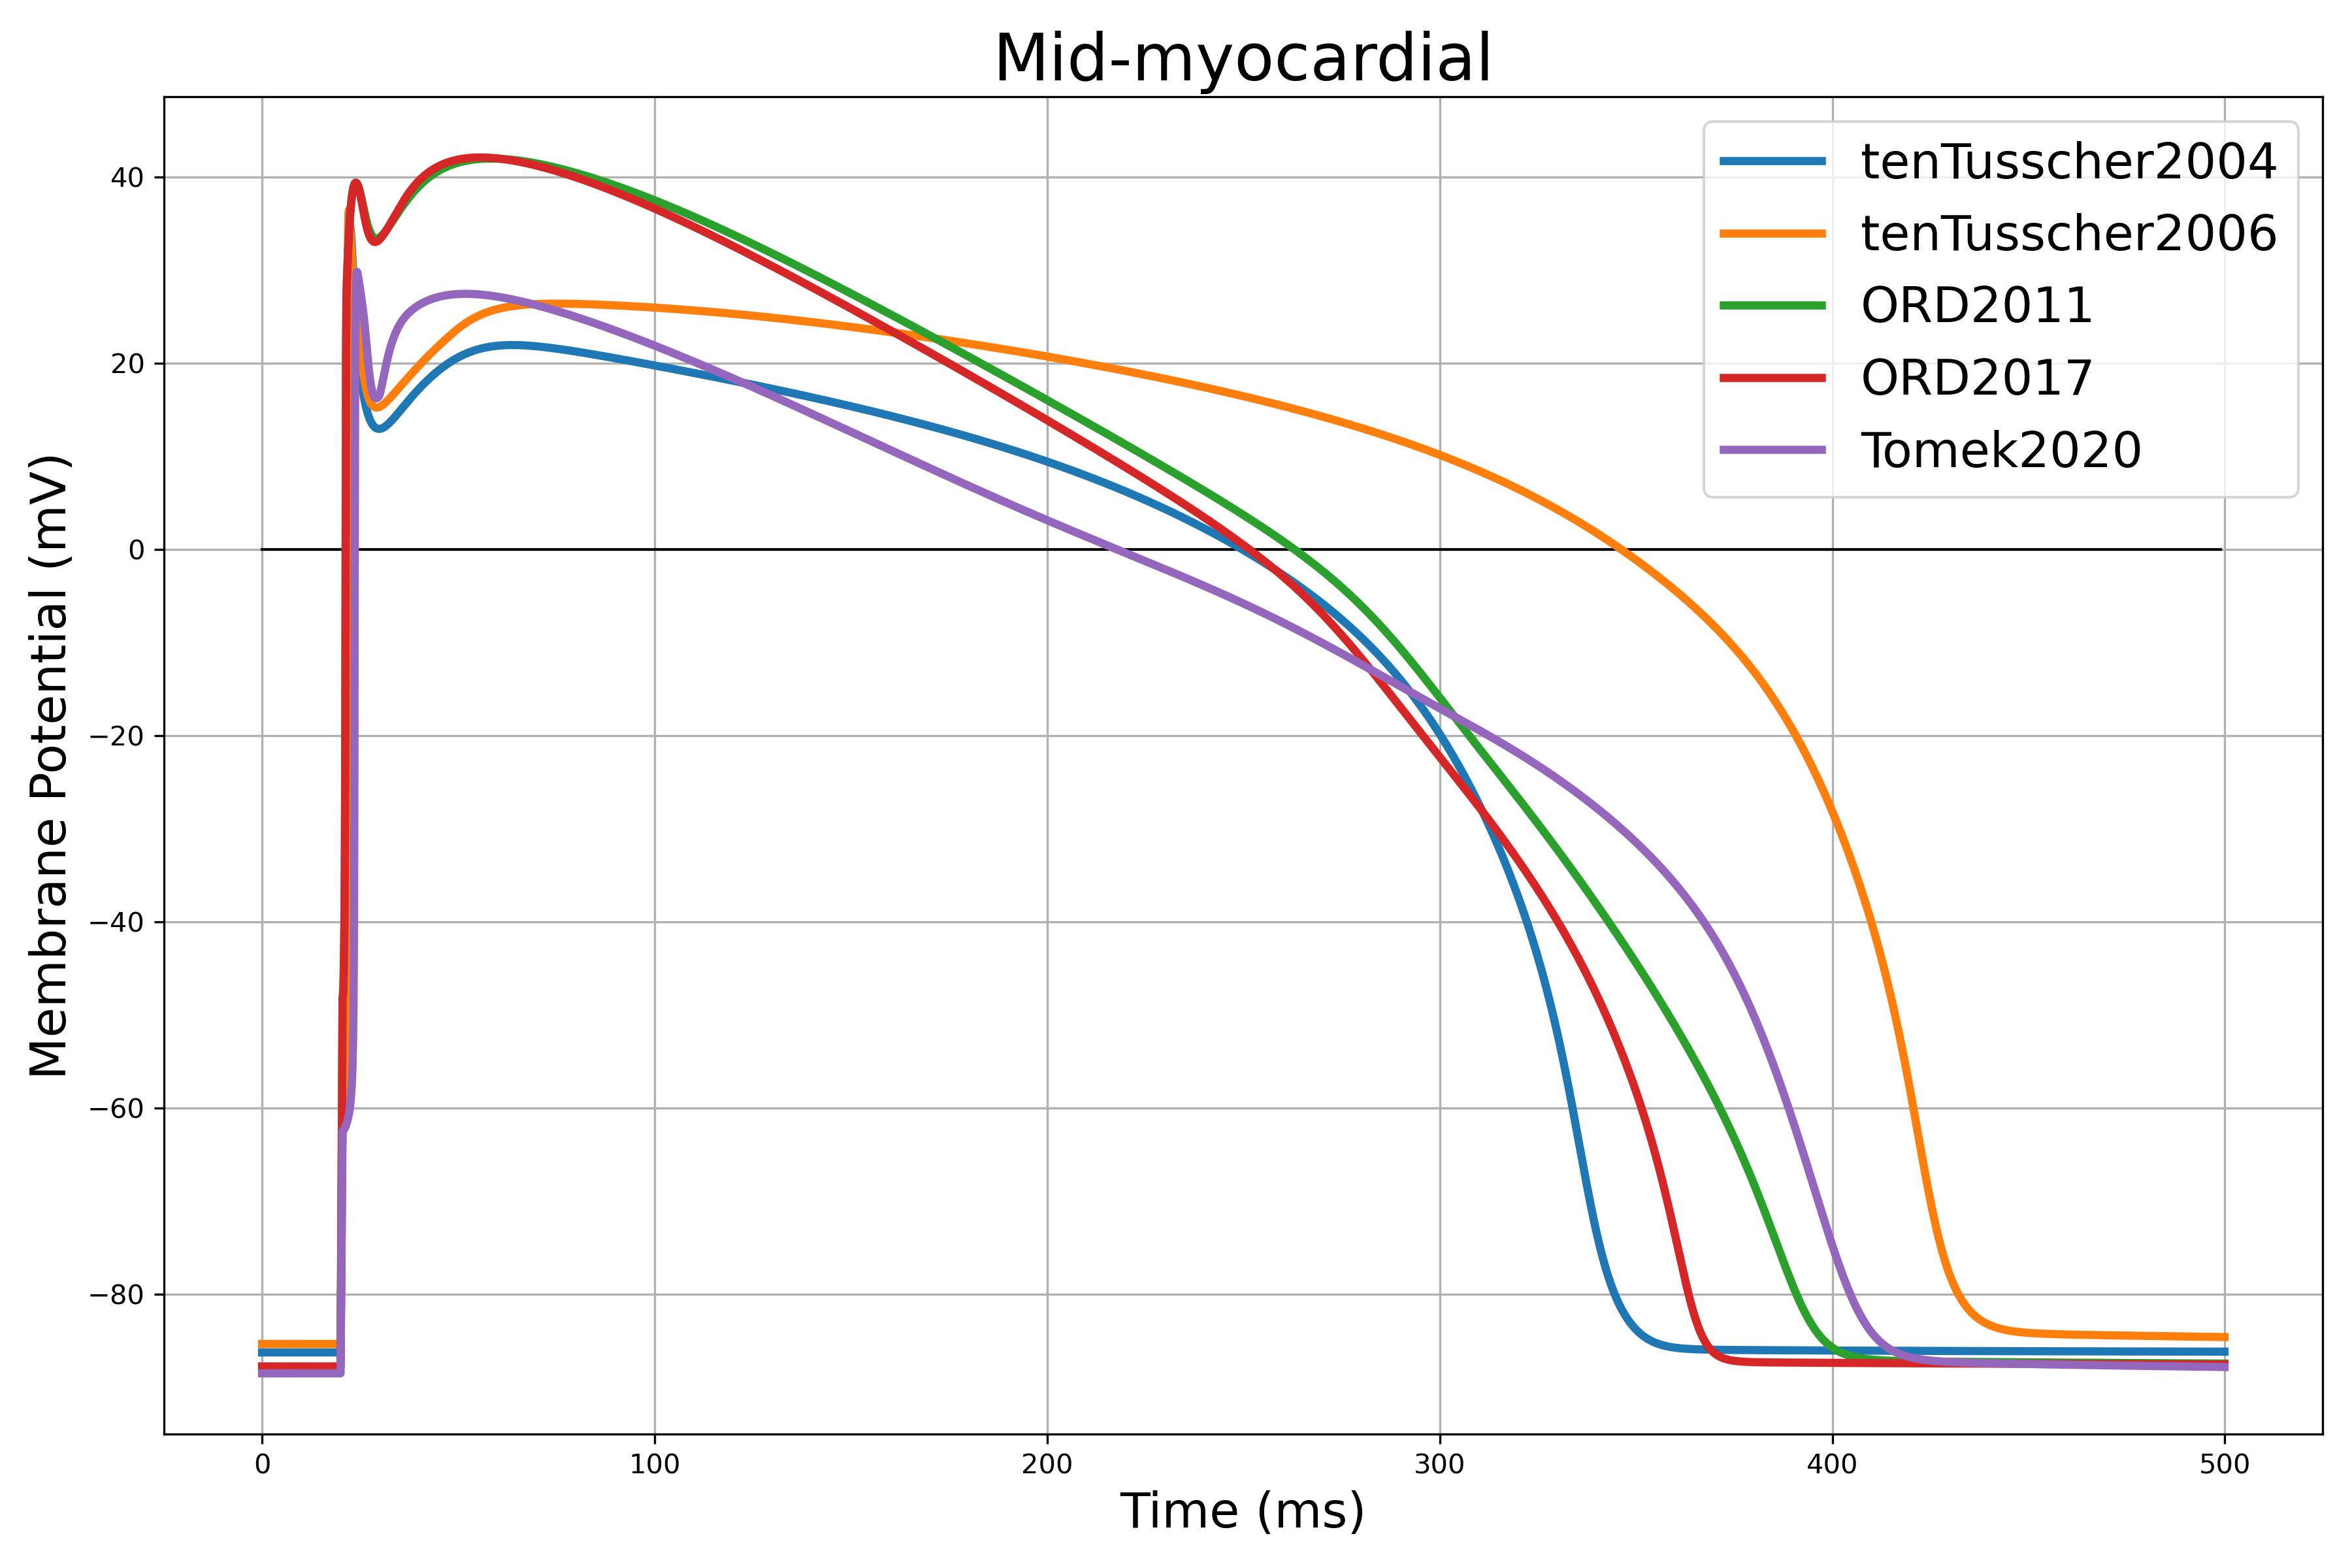 Mid-myocardial
tenTusscher2004
tenTusscher2006
ORD2011
ORD2017
Tomek2020
Membrane Potential (mV)
40
20
0
−20
−40
−60
−80
0 100 200 300 400 500
Time (ms)